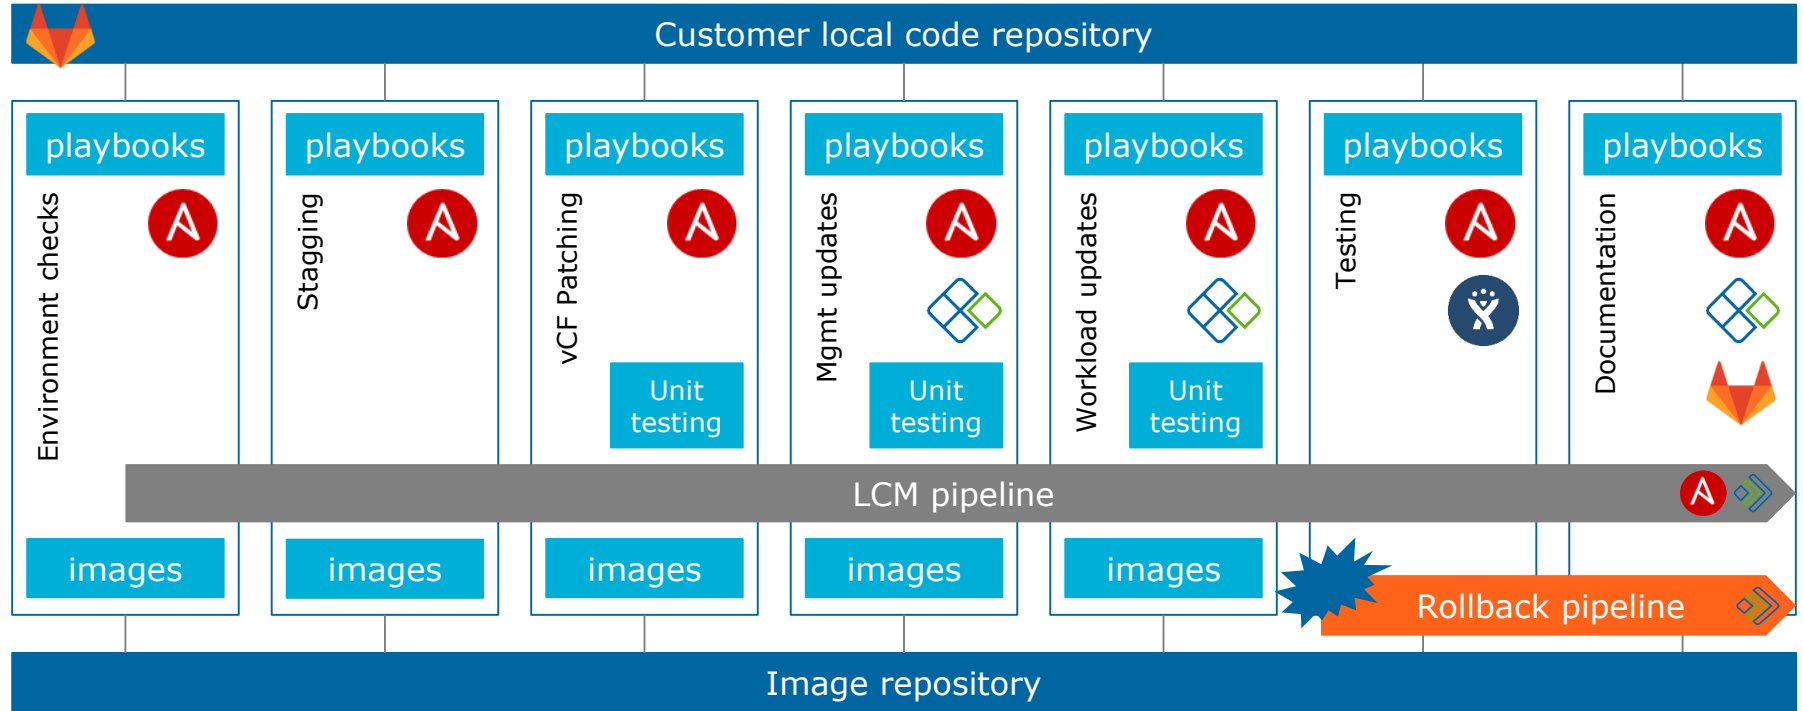 Customer local code repository
playbooks
playbooks
playbooks
playbooks
playbooks
playbooks
playbooks
Environment checks
Stagging
vCF Patching
Mgmt updates
Workload updates
Testing
Documentation
Unit
testing
Unit
testing
Unit
testing
LCM pipeline
images
images
images
images
images
Rollback pipeline
Image repository